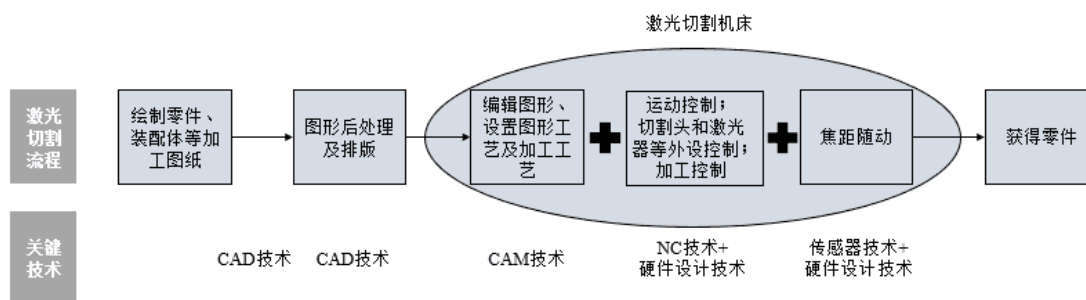 激光切割机床
激光
切割
流程
绘制零件、
装配体等加
工图纸
图形后处理
及排版
编辑图形、
设置图形工
艺及加工工
艺
运动控制；
切割头和激光
器等外设控制；
加工控制
焦距随动
获得零件
关键
技术
CAD技术
CAD技术
CAM技术
NC技术+
硬件设计技术
传感器技术+
硬件设计技术